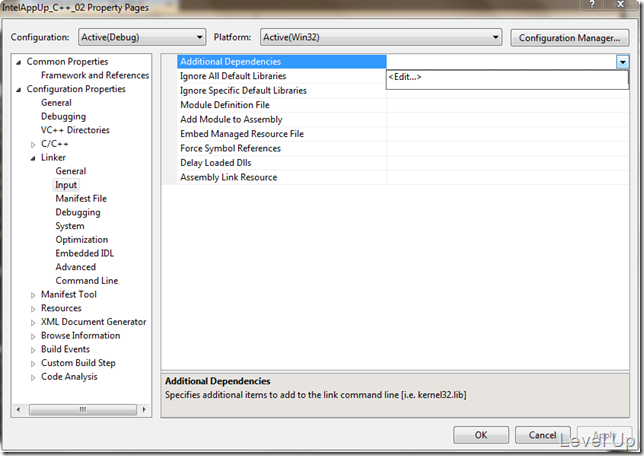 IntelAppUp_C++_02 Property Pages
Configuration: Active(Debug) Platform: Active(Win32) Configuration Manager...
Common Properties
Framework and References
Configuration Properties
General
Debugging
VC++ Directories
C/C++
Linker
General
Input
Manifest File
Debugging
System
Optimization
Embedded IDL
Advanced
Command Line
Manifest Tool
Resources
XML Document Generator
Browse Information
Build Events
Custom Build Step
Code Analysis
Additional Dependencies
<Edit...>
Ignore All Default Libraries
Ignore Specific Default Libraries
Module Definition File
Add Module to Assembly
Embed Managed Resource File
Force Symbol References
Delay Loaded Dlls
Assembly Link Resource
Additional Dependencies
Specifies additional items to add to the link command line [i.e. kernel32.lib]
OK Cancel Apply
Level Up